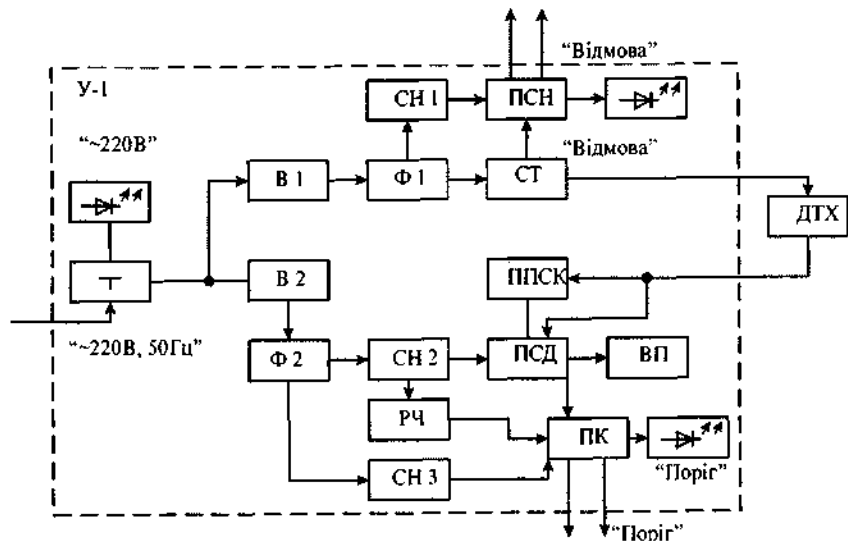 “Відмова”
У-1
СН 1
ПСН
“~220В”
“Відмова”
В 1
Ф 1
СТ
ДТХ
Т
В 2
ППСК
“~220В, 50Гц”
Ф 2
СН 2
ПСД
ВП
РЧ
ПК
СН 3
“Поріг”
“Поріг”